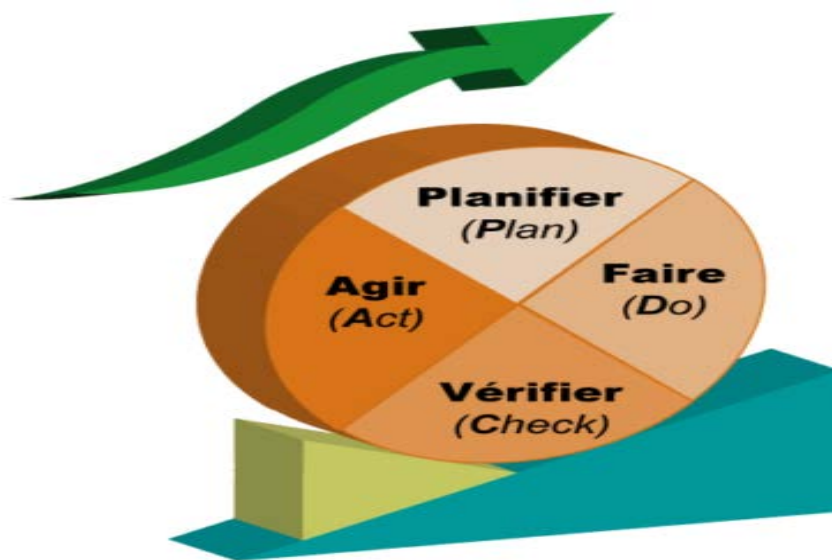 Planifier
(Plan)
Faire
(Do)
Vérifier
(Check)
Agir
(Act)